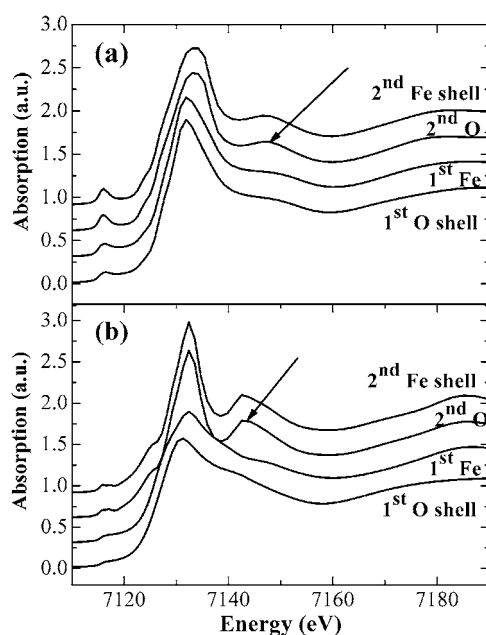 (a)
Absorption (a.u.)
3.0
2.5
2.0
1.5
1.0
0.5
0.0
2nd Fe shell
2nd O
1st Fe
1st O shell
(b)
Absorption (a.u.)
3.0
2.5
2.0
1.5
1.0
0.5
0.0
2nd Fe shell
2nd O
1st Fe
1st O shell
7120 7140 7160 7180
Energy (eV)